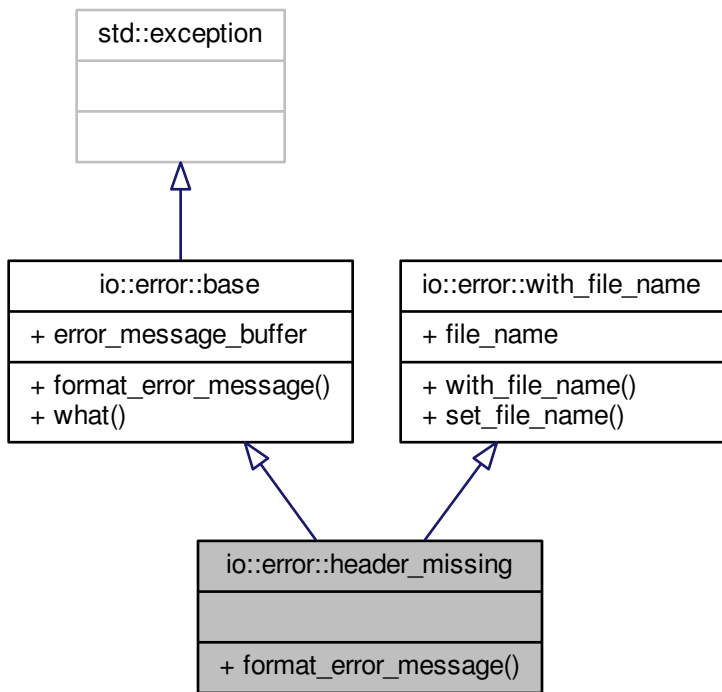 std::exception
io::error::base
+ error_message_buffer
+ format_error_message()
+ what()
io::error::with_file_name
+ file_name
+ with_file_name()
+ set_file_name()
io::error::header_missing
+ format_error_message()